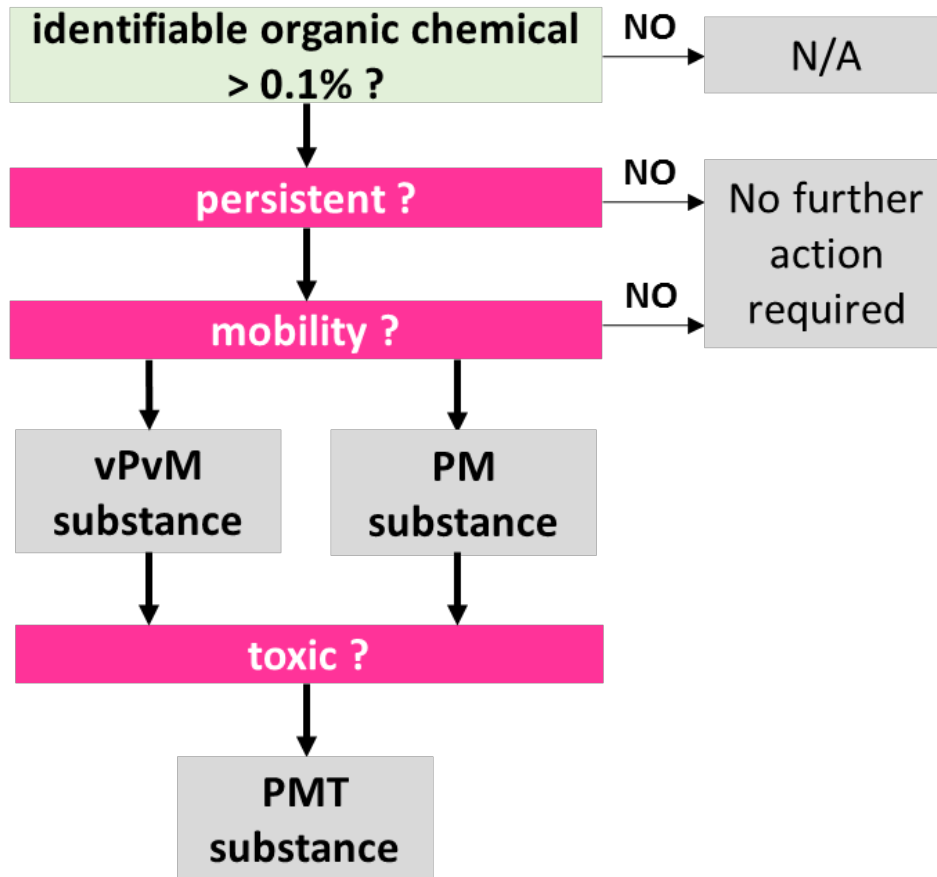 identifiable organic chemical
> 0.1% ?
NO
N/A
persistent ?
NO
No further
action
required
mobility ?
NO
vPvM
substance
PM
substance
toxic ?
PMT
substance